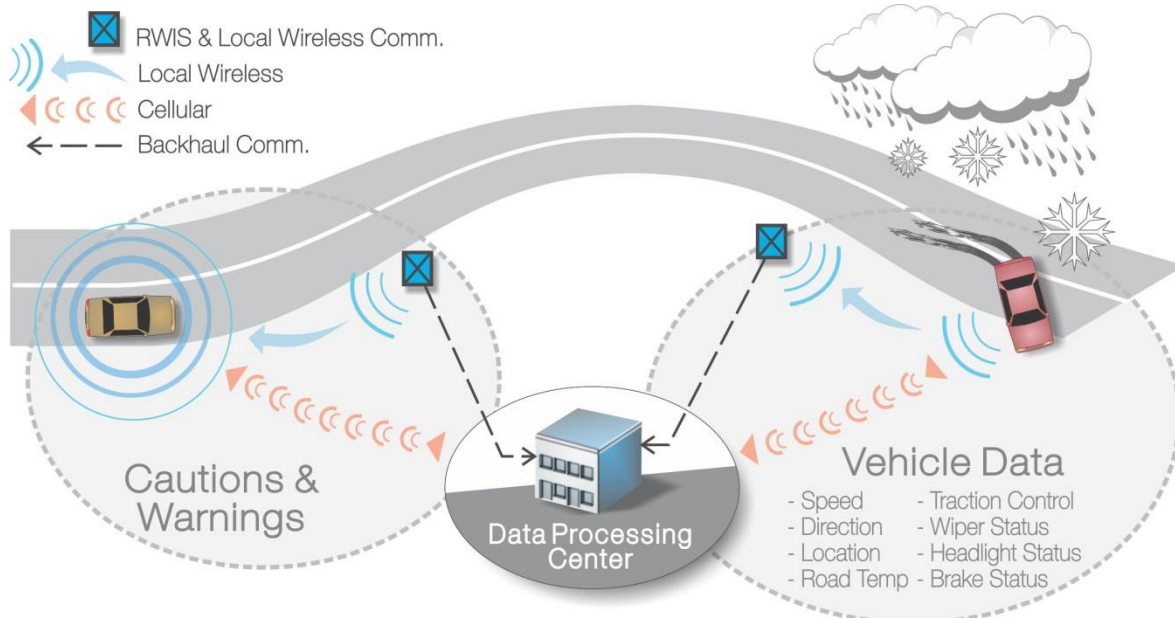 RWIS & Local Wireless Comm.
Local Wireless
Cellular
Backhaul Comm.
Cautions &
Warnings
Data Processing
Center
Vehicle Data
- Speed
- Direction
- Location
- Road Temp
- Traction Control
- Wiper Status
- Headlight Status
- Brake Status